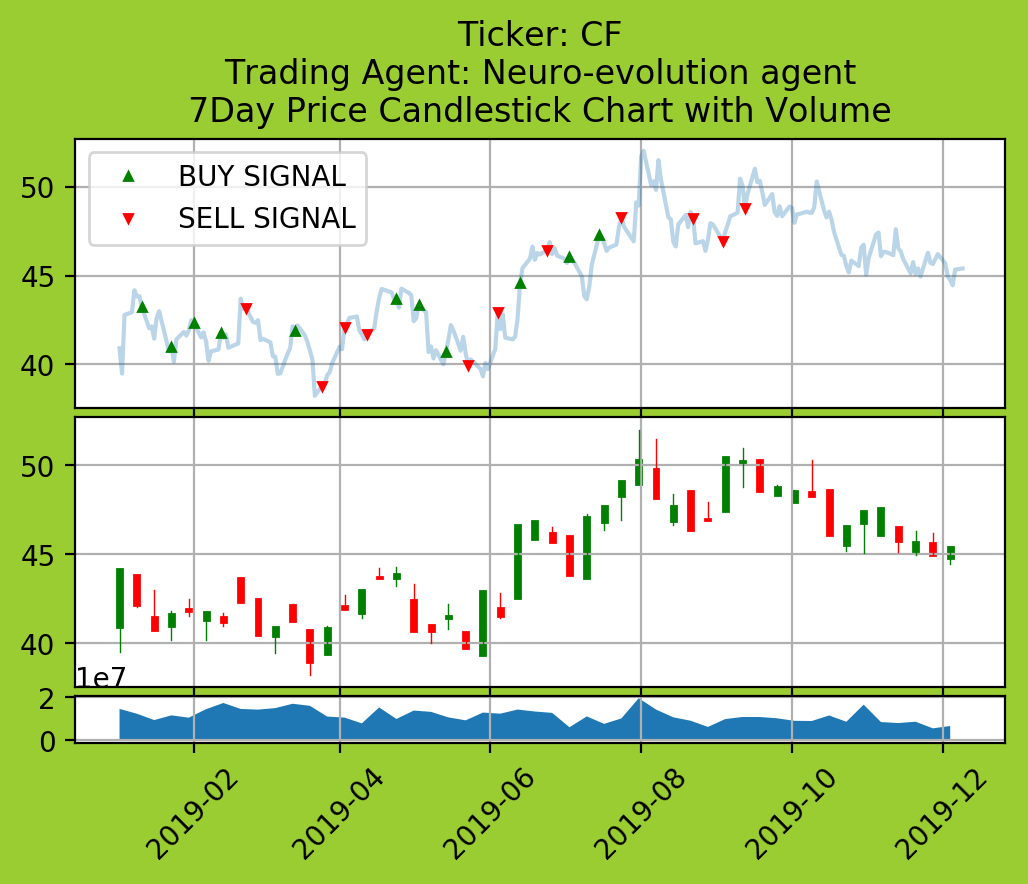 Ticker: CF
Trading Agent: Neuro-evolution agent
7Day Price Candlestick Chart with Volume
BUY SIGNAL
SELL SIGNAL
50
45
40
50
45
40
1e7
2
0
2019-02
2019-04
2019-06
2019-08
2019-10
2019-12